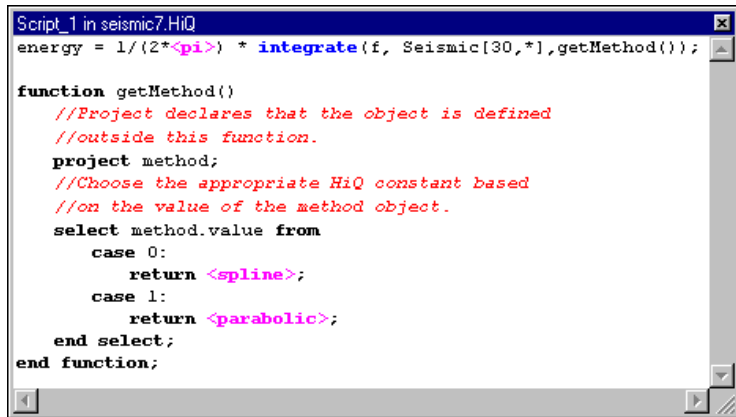 Script_1 in seismic7.HiQ
energy = 1/(2*<pi>) * integrate(f, Seismic[30,*],getMethod());
function getMethod()
//Project declares that the object is defined
//outside this function.
project method;
//Choose the appropriate HiQ constant based
//on the value of the method object.
select method.value from
case 0:
return <spline>;
case 1:
return <parabolic>;
end select;
end function;